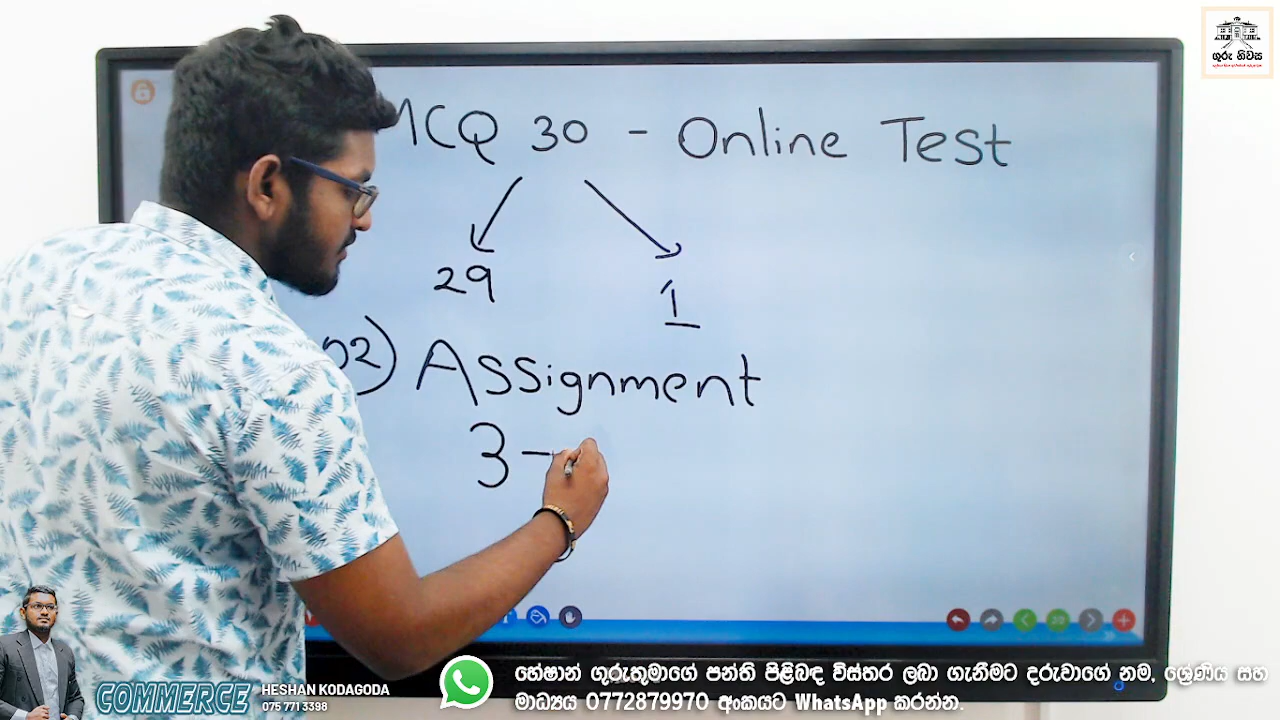 ගුරු නිවස
MCQ 30 - Online Test
29
1
02) Assignment
3 -
COMMERCE
HESHAN KODAGODA
075 771 3398
හේෂාන් ගුරුතුමාගේ පන්ති පිළිබඳ විස්තර ලබා ගැනීමට දරුවාගේ නම, ශ්‍රේණිය සහ
මාධ්‍යය 0772879970 අංකයට WhatsApp කරන්න.